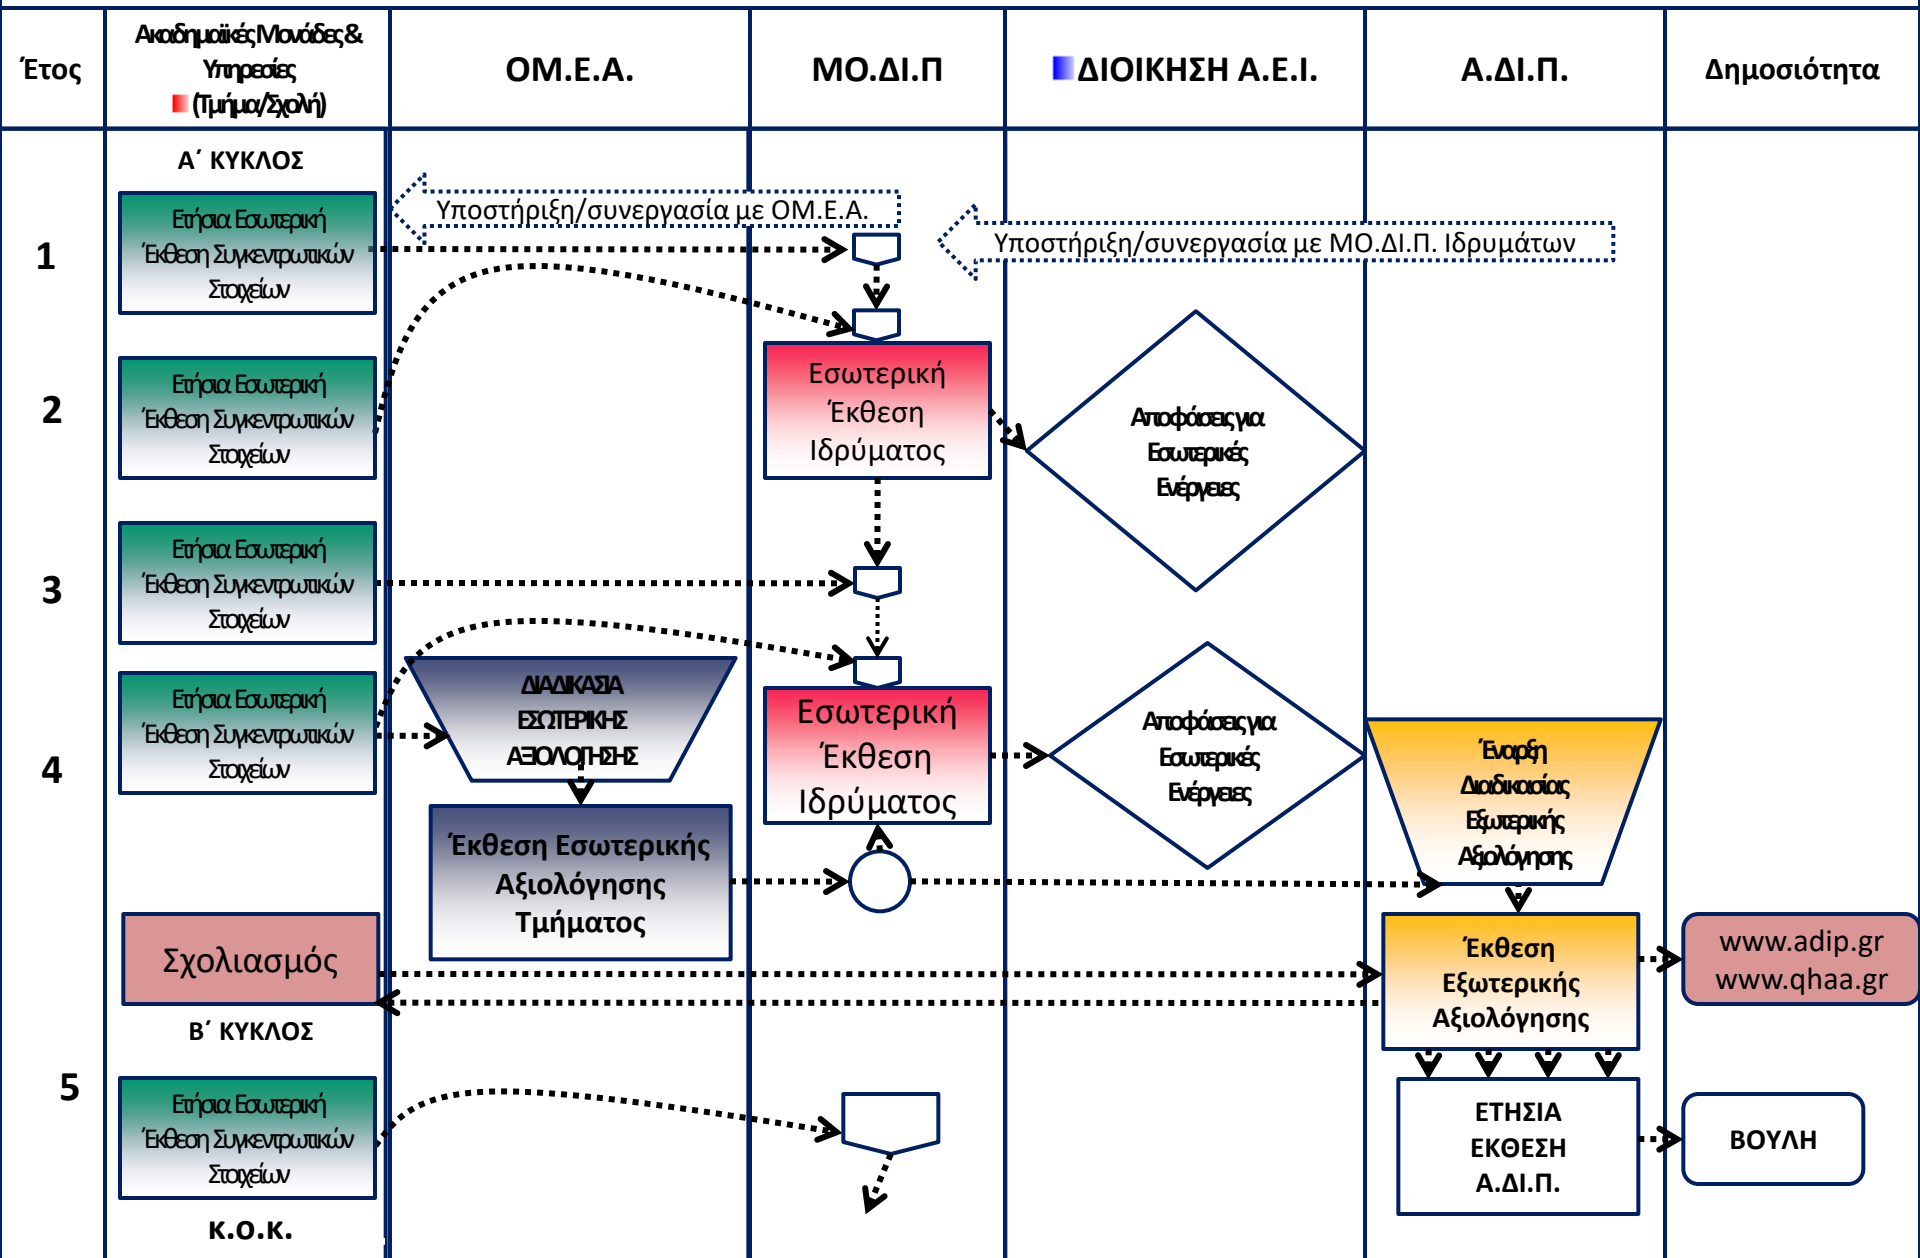 Έτος
Ακαδημαϊκές Μονάδες &
Υπηρεσίες
(Τμήμα/Σχολή)
ΟΜ.Ε.Α.
ΜΟ.ΔΙ.Π
ΔΙΟΙΚΗΣΗ Α.Ε.Ι.
Α.ΔΙ.Π.
Δημοσιότητα
Α΄ ΚΥΚΛΟΣ
1
Ετήσια Εσωτερική
Έκθεση Συγκεντρωτικών
Στοιχείων
Υποστήριξη/συνεργασία με ΟΜ.Ε.Α.
Υποστήριξη/συνεργασία με ΜΟ.ΔΙ.Π. Ιδρυμάτων
2
Ετήσια Εσωτερική
Έκθεση Συγκεντρωτικών
Στοιχείων
Εσωτερική
Έκθεση
Ιδρύματος
Αποφάσεις για
Εσωτερικές
Ενέργειες
3
Ετήσια Εσωτερική
Έκθεση Συγκεντρωτικών
Στοιχείων
4
Ετήσια Εσωτερική
Έκθεση Συγκεντρωτικών
Στοιχείων
ΔΙΑΔΙΚΑΣΙΑ
ΕΣΩΤΕΡΙΚΗΣ
ΑΞΙΟΛΟΓΗΣΗΣ
Εσωτερική
Έκθεση
Ιδρύματος
Αποφάσεις για
Εσωτερικές
Ενέργειες
Έναρξη
Διαδικασίας
Εξωτερικής
Αξιολόγησης
Έκθεση Εσωτερικής
Αξιολόγησης
Τμήματος
Σχολιασμός
Έκθεση
Εξωτερικής
Αξιολόγησης
www.adip.gr
www.qhaa.gr
Β΄ ΚΥΚΛΟΣ
5
Ετήσια Εσωτερική
Έκθεση Συγκεντρωτικών
Στοιχείων
ΕΤΗΣΙΑ
ΕΚΘΕΣΗ
Α.ΔΙ.Π.
ΒΟΥΛΗ
Κ.Ο.Κ.